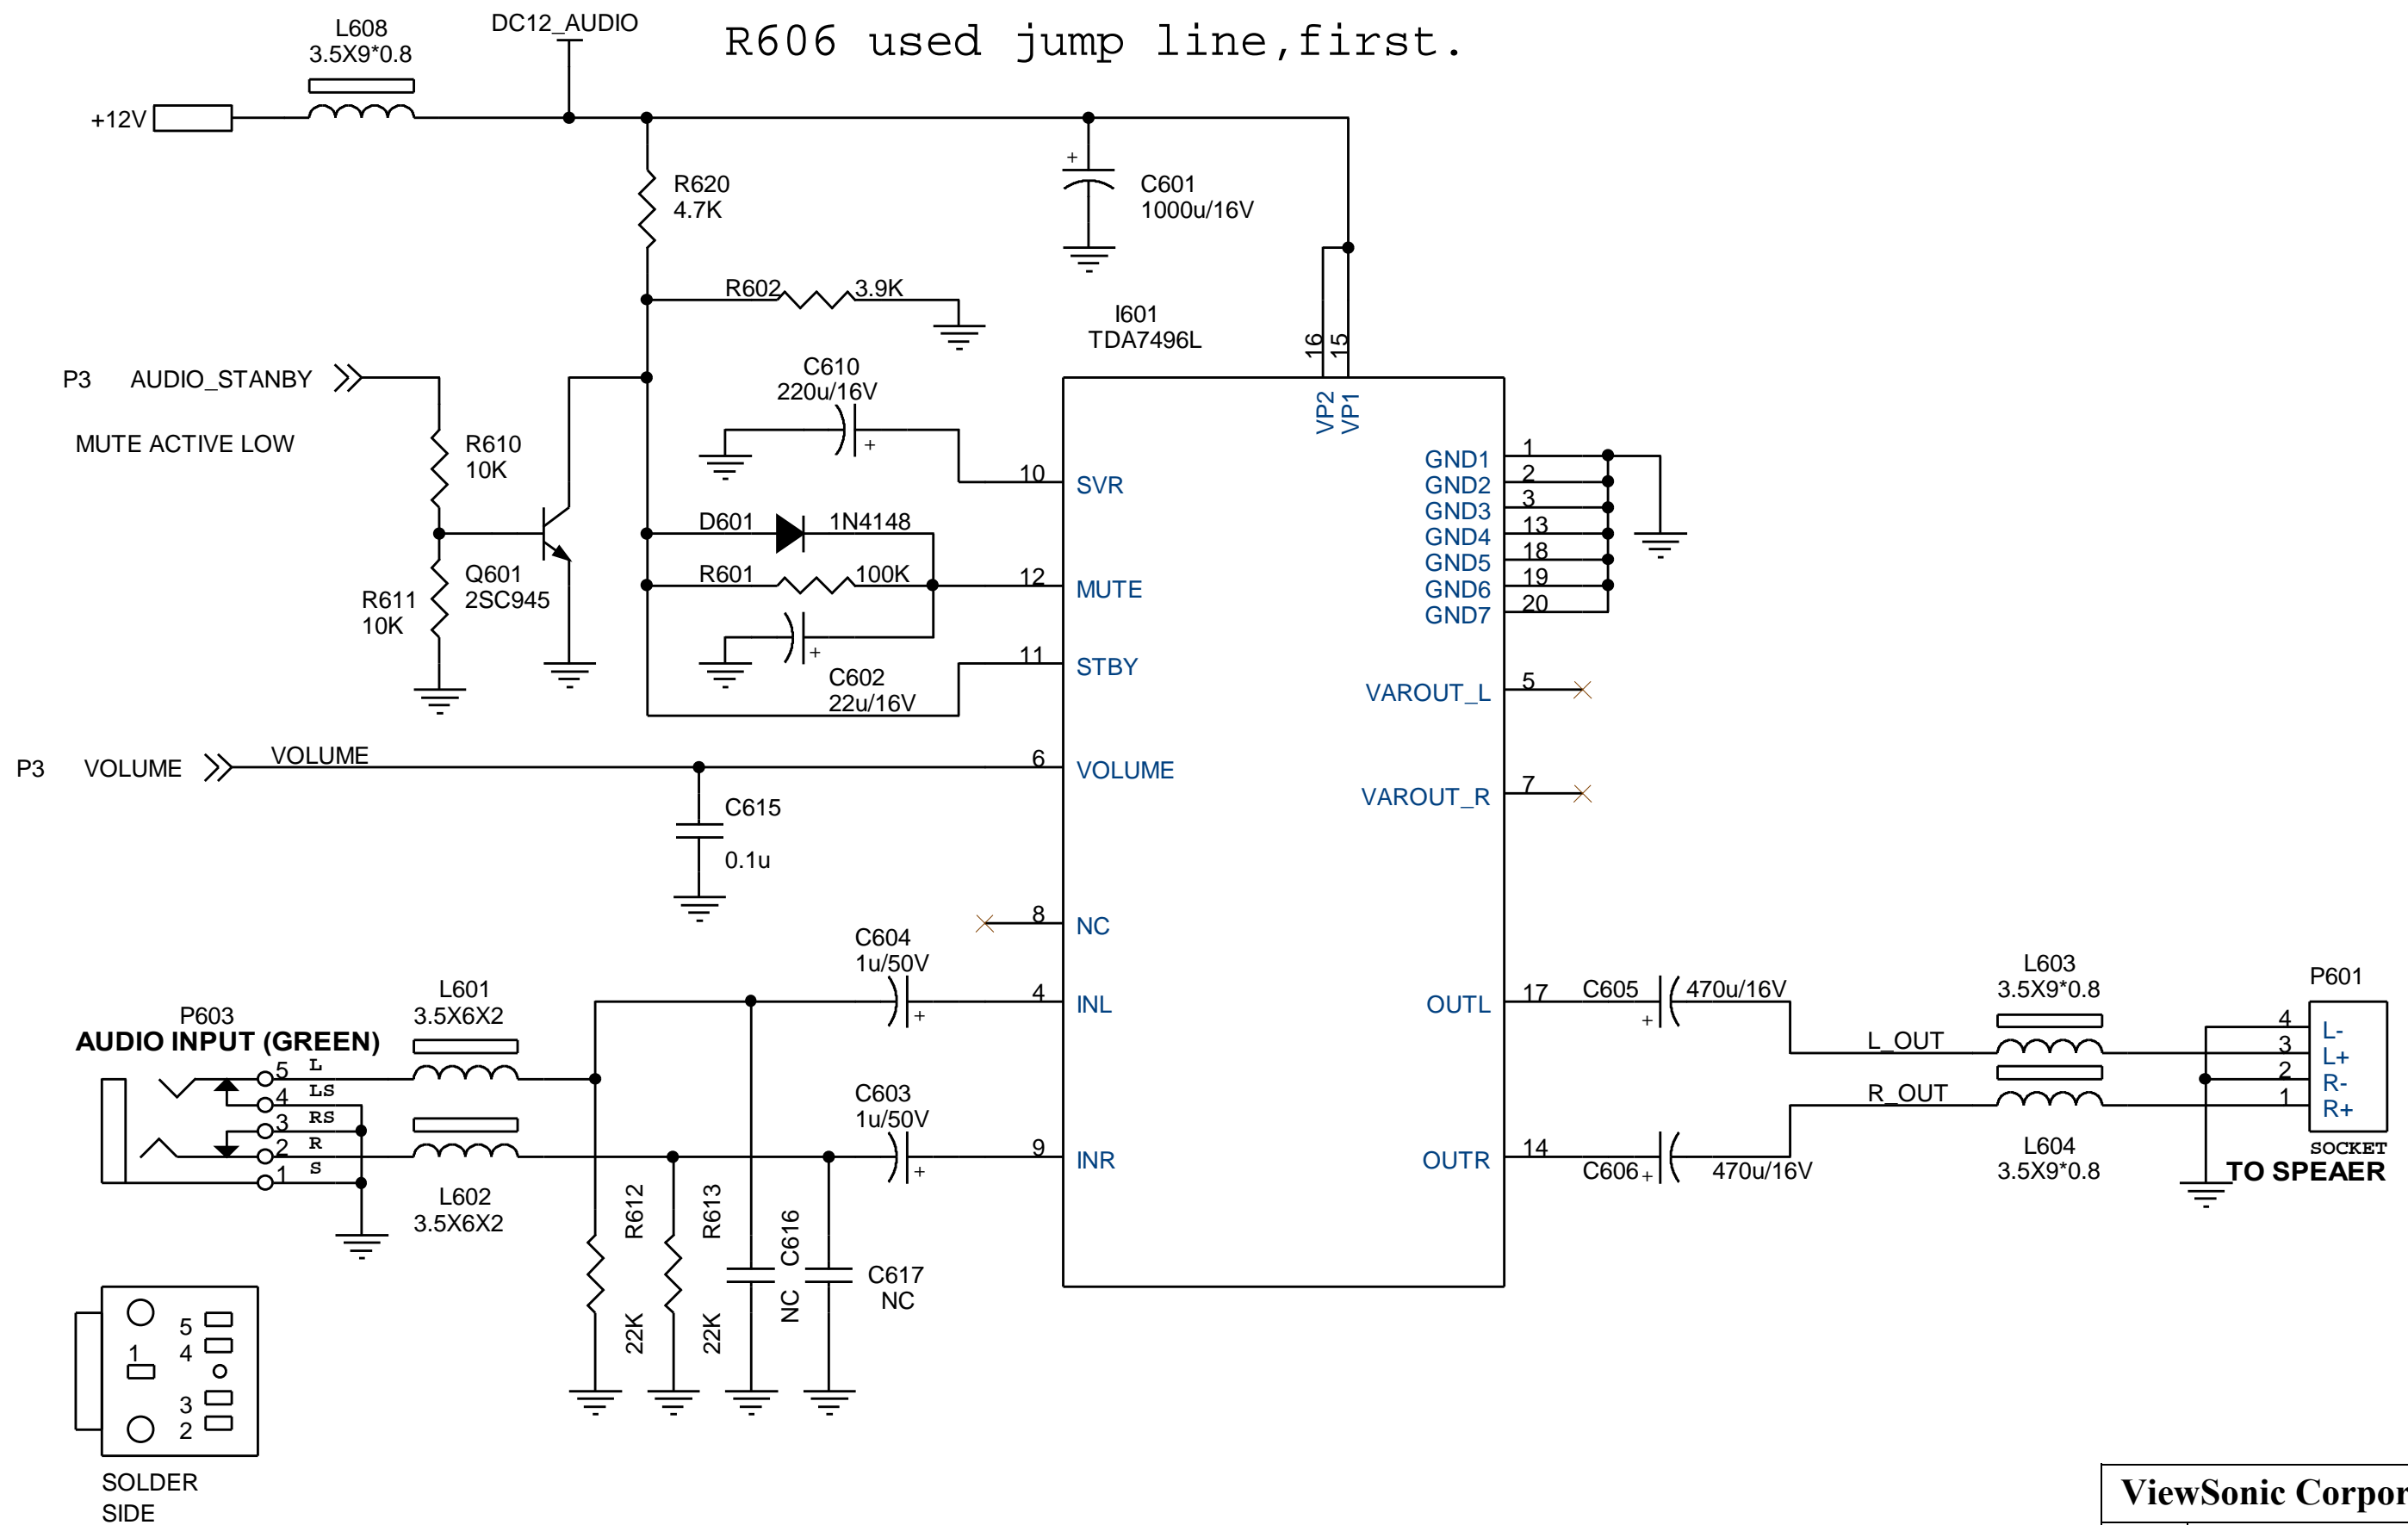 R606 used jump line,first.
DC12_AUDIO
L608
3.5X9*0.8
+12V
R620
4.7K
+
C601
1000u/16V
R602
3.9K
I601
TDA7496L
P3
AUDIO_STANBY
MUTE ACTIVE LOW
R610
10K
C610
220u/16V
+
16
15
VP2
VP1
10
SVR
D601
1N4148
R601
100K
12
MUTE
Q601
2SC945
R611
10K
+
C602
22u/16V
11
STBY
GND1
1
GND2
2
GND3
3
GND4
13
GND5
18
GND6
19
GND7
20
VAROUT_L
5
VAROUT_R
7
P3
VOLUME
VOLUME
6
VOLUME
C615
0.1u
8
NC
C604
1u/50V
+
4
INL
C603
1u/50V
+
9
INR
P603
AUDIO INPUT (GREEN)
5
L
4
LS
3
RS
2
R
1
S
L601
3.5X6X2
L602
3.5X6X2
R612
22K
R613
22K
C616
NC
C617
NC
OUTL
17
C605
+
470u/16V
OUTR
14
C606
+
470u/16V
L_OUT
R_OUT
L603
3.5X9*0.8
L604
3.5X9*0.8
P601
4
L-
3
L+
2
R-
1
R+
SOCKET
TO SPEAER
5
4
1
3
2
SOLDER
SIDE
ViewSonic Corpor